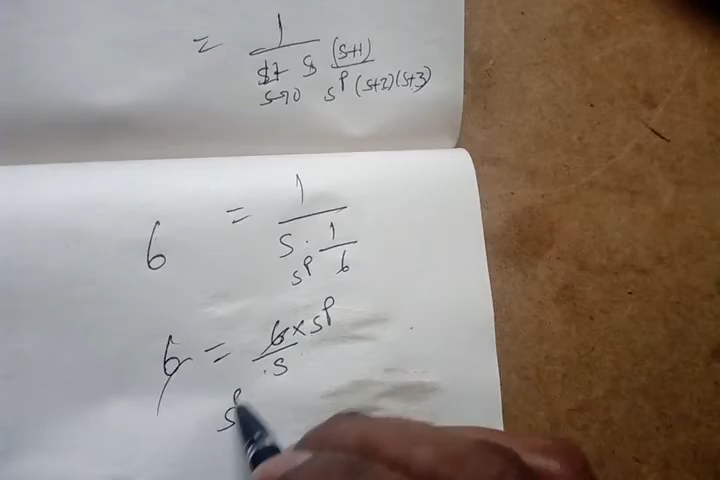 = 1 / lt s→0 s (s+1) / s^p (s+2)(s+3)
6 = 1 / s · 1 / s^p 6
6 = 6 × s^p / · s
s^p